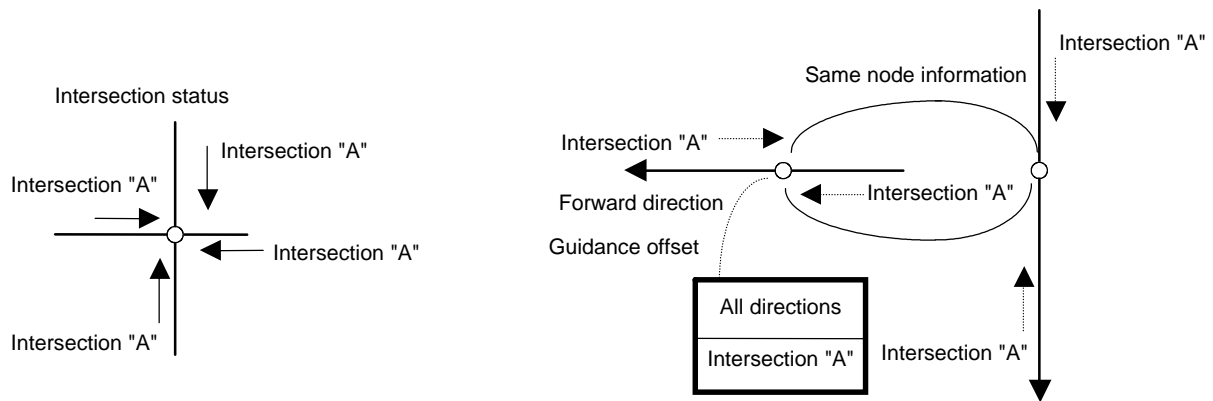 Intersection status
Intersection "A"
Intersection "A"
Intersection "A"
Intersection "A"
Intersection "A"
Same node information
Intersection "A"
Intersection "A"
Forward direction
Guidance offset
All directions
Intersection "A"
Intersection "A"